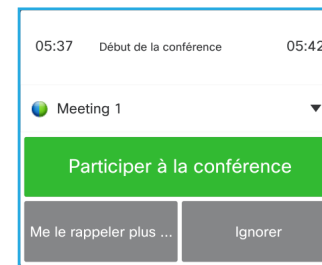 05:37 Début de la conférence 05:42
Meeting 1
Participer à la conférence
Me le rappeler plus ... Ignorer